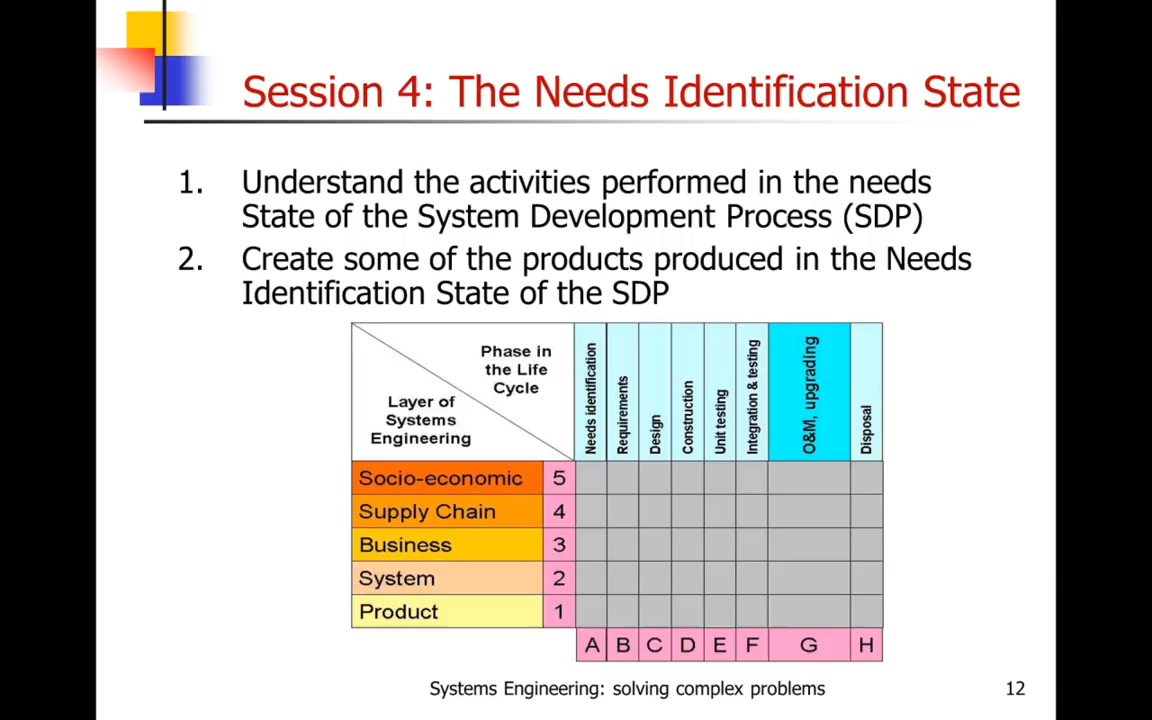 Session 4: The Needs Identification State
1. Understand the activities performed in the needs
State of the System Development Process (SDP)
2. Create some of the products produced in the Needs
Identification State of the SDP
Phase in
the Life
Cycle
Layer of
Systems
Engineering
Needs identification
Requirements
Design
Construction
Unit testing
Integration & testing
O&M, upgrading
Disposal
Socio-economic 5
Supply Chain 4
Business 3
System 2
Product 1
A B C D E F G H
Systems Engineering: solving complex problems 12